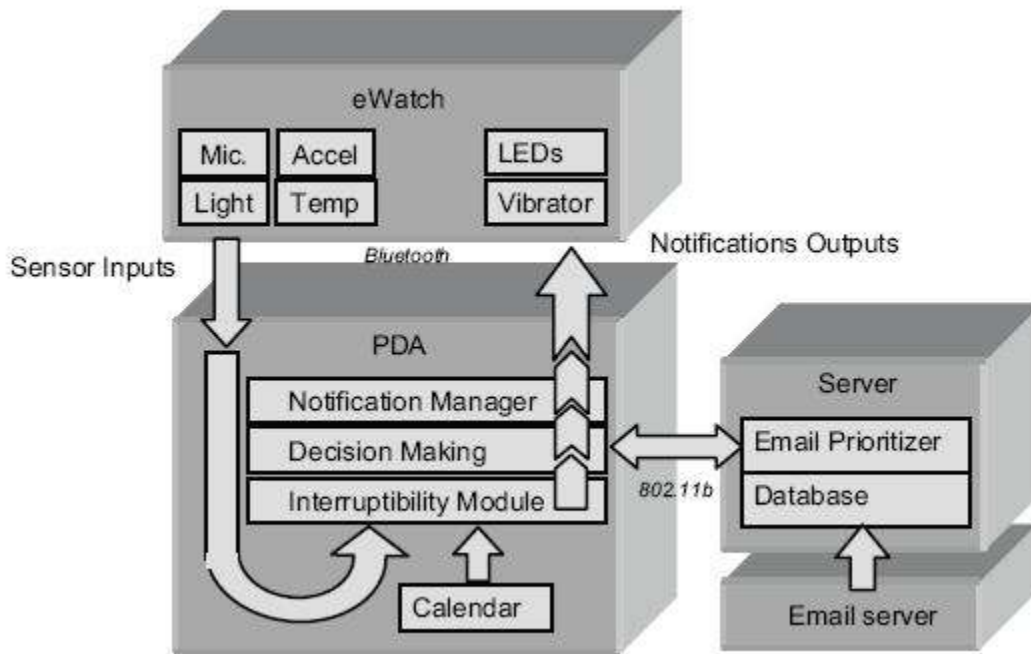 eWatch
Mic.
Accel
LEDs
Light
Temp
Vibrator
Sensor Inputs
Bluetooth
Notifications Outputs
PDA
Notification Manager
Decision Making
Interruptibility Module
Calendar
802.11b
Server
Email Prioritizer
Database
Email server